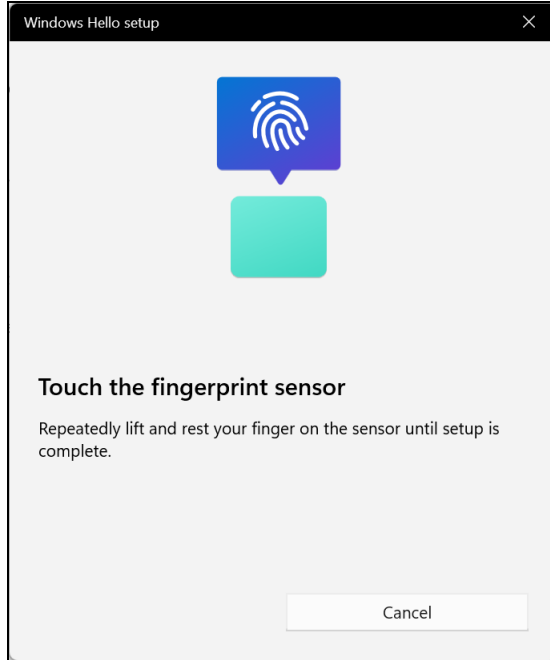 Windows Hello setup
Touch the fingerprint sensor
Repeatedly lift and rest your finger on the sensor until setup is
complete.
Cancel